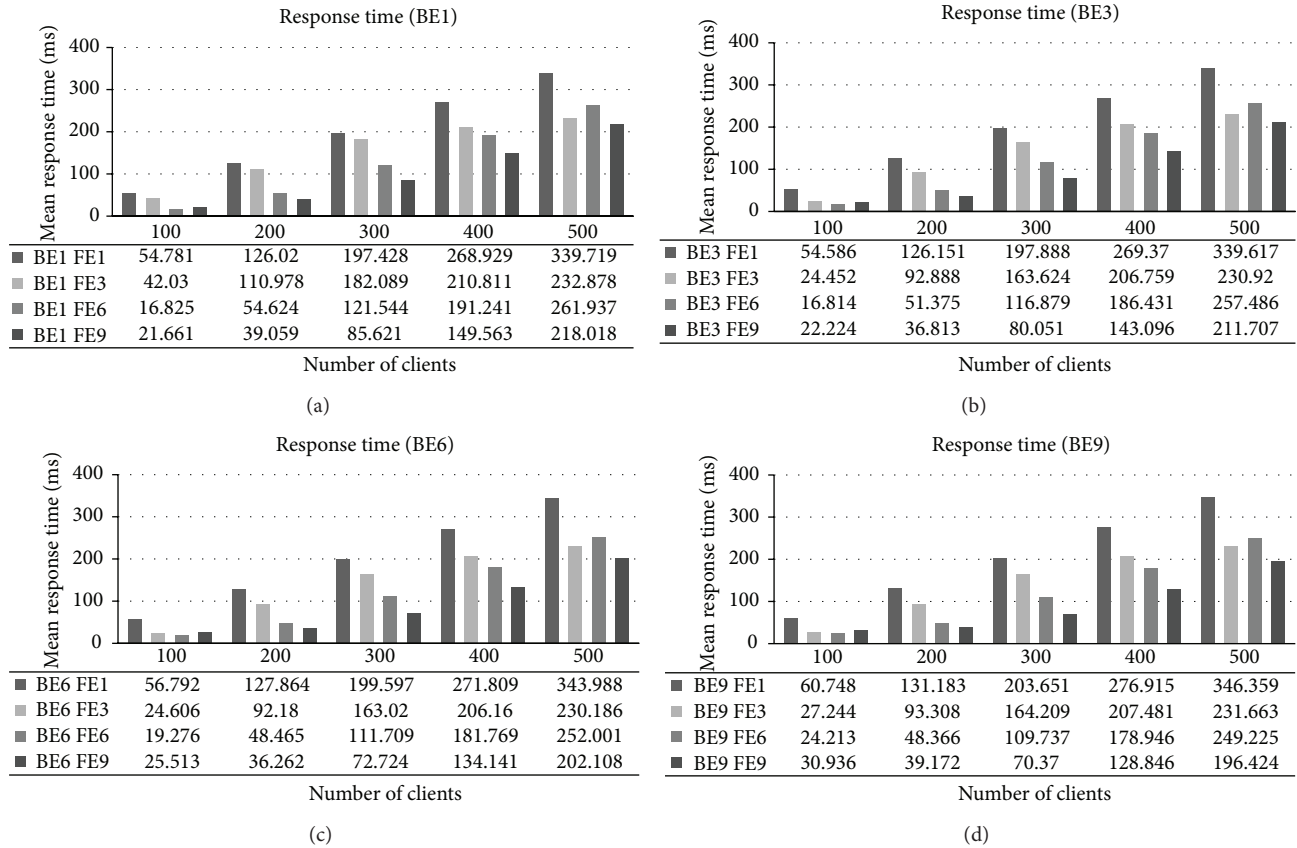 Response time (BE1)
Mean response time (ms)
400
300
200
100
0
100 200 300 400 500
BE1 FE1 54.781 126.02 197.428 268.929 339.719
BE1 FE3 42.03 110.978 182.089 210.811 232.878
BE1 FE6 16.825 54.624 121.544 191.241 261.937
BE1 FE9 21.661 39.059 85.621 149.563 218.018
Number of clients
(a)
Response time (BE3)
Mean response time (ms)
400
300
200
100
0
100 200 300 400 500
BE3 FE1 54.586 126.151 197.888 269.37 339.617
BE3 FE3 24.452 92.888 163.624 206.759 230.92
BE3 FE6 16.814 51.375 116.879 186.431 257.486
BE3 FE9 22.224 36.813 80.051 143.096 211.707
Number of clients
(b)
Response time (BE6)
Mean response time (ms)
400
300
200
100
0
100 200 300 400 500
BE6 FE1 56.792 127.864 199.597 271.809 343.988
BE6 FE3 24.606 92.18 163.02 206.16 230.186
BE6 FE6 19.276 48.465 111.709 181.769 252.001
BE6 FE9 25.513 36.262 72.724 134.141 202.108
Number of clients
(c)
Response time (BE9)
Mean response time (ms)
400
300
200
100
0
100 200 300 400 500
BE9 FE1 60.748 131.183 203.651 276.915 346.359
BE9 FE3 27.244 93.308 164.209 207.481 231.663
BE9 FE6 24.213 48.366 109.737 178.946 249.225
BE9 FE9 30.936 39.172 70.37 128.846 196.424
Number of clients
(d)